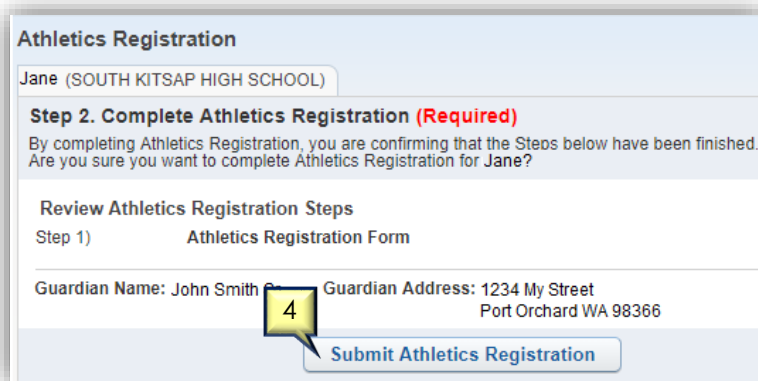 Athletics Registration
Jane (SOUTH KITSAP HIGH SCHOOL)
Step 2. Complete Athletics Registration (Required)
By completing Athletics Registration, you are confirming that the Steps below have been finished.
Are you sure you want to complete Athletics Registration for Jane?
Review Athletics Registration Steps
Step 1) Athletics Registration Form
Guardian Name: John Smith Guardian Address: 1234 My Street
Port Orchard WA 98366
4
Submit Athletics Registration